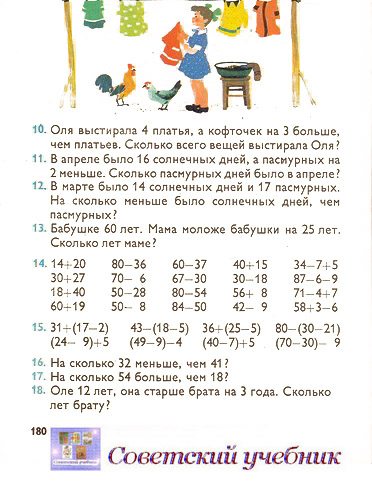 10. Оля выстирала 4 платья, а кофточек на 3 больше,
чем платьев. Сколько всего вещей выстирала Оля?
11. В апреле было 16 солнечных дней, а пасмурных на
2 меньше. Сколько пасмурных дней было в апреле?
12. В марте было 14 солнечных дней и 17 пасмурных.
На сколько меньше было солнечных дней, чем
пасмурных?
13. Бабушке 60 лет. Мама моложе бабушки на 25 лет.
Сколько лет маме?
14. 14+20 80−36 60−37 40+15 34−7+5
30+27 70− 6 67−30 30−18 87−6−9
18+40 50−28 80−54 56+ 8 71−4+7
60+19 50− 8 84−50 42− 9 58+3−6
15. 31+(17−2) 43−(18−5) 36+(25−5) 80−(30−21)
(24− 9)+5 (49−9)−4 (40−7)+5 (70−30)− 9
16. На сколько 32 меньше, чем 41?
17. На сколько 54 больше, чем 18?
18. Оле 12 лет, она старше брата на 3 года. Сколько
лет брату?
180
Советский учебник